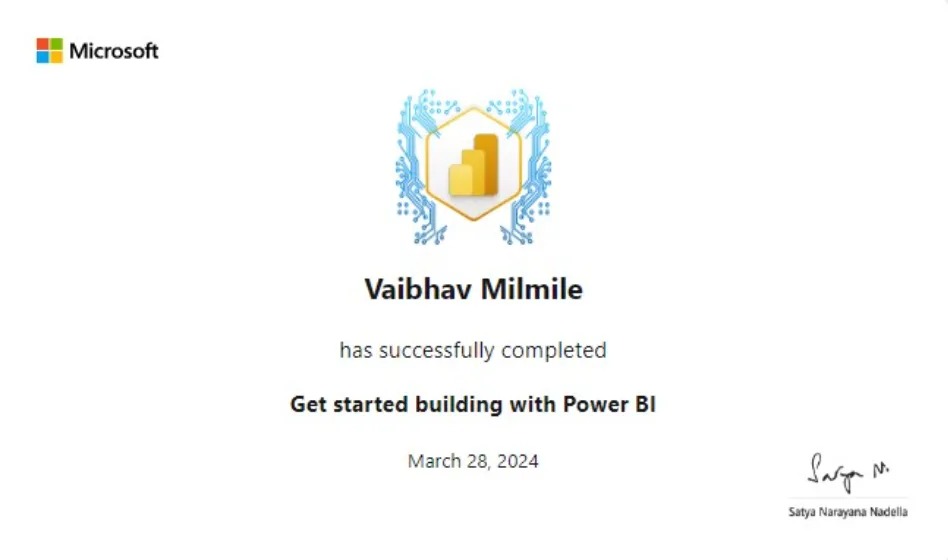 Microsoft
Vaibhav Milmile
has successfully completed
Get started building with Power BI
March 28, 2024
Satya N.
Satya Narayana Nadella